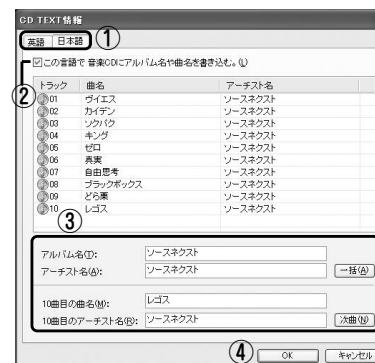 CD TEXT情報
英語 日本語 ①
② この言語で 音楽CDにアルバム名や曲名を書き込む。(L)
トラック 曲名 アーチスト名
01 ヴイエス ソースネクスト
02 カイデン ソースネクスト
03 ソクバク ソースネクスト
04 キング ソースネクスト
05 ゼロ ソースネクスト
06 真実 ソースネクスト
07 自由思考 ソースネクスト
08 ブラックボックス ソースネクスト
09 どら栗 ソースネクスト
10 レゴス ソースネクスト
③
アルバム名(T): ソースネクスト
アーチスト名(A): ソースネクスト 一括(A)
10曲目の曲名(M): レゴス
10曲目のアーチスト名(R): ソースネクスト 次曲(N)
④ OK キャンセル